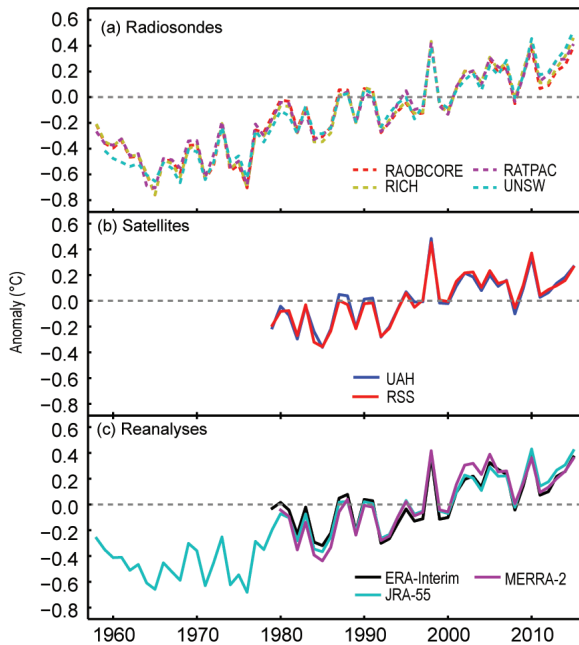 (a) Radiosondes
0.6
0.4
0.2
0.0
−0.2
−0.4
−0.6
−0.8
RAOBCORE RATPAC
RICH UNSW
(b) Satellites
0.4
0.2
0.0
−0.2
−0.4
−0.6
−0.8
UAH
RSS
Anomaly (°C)
(c) Reanalyses
0.6
0.4
0.2
0.0
−0.2
−0.4
−0.6
−0.8
ERA-Interim MERRA-2
JRA-55
1960 1970 1980 1990 2000 2010